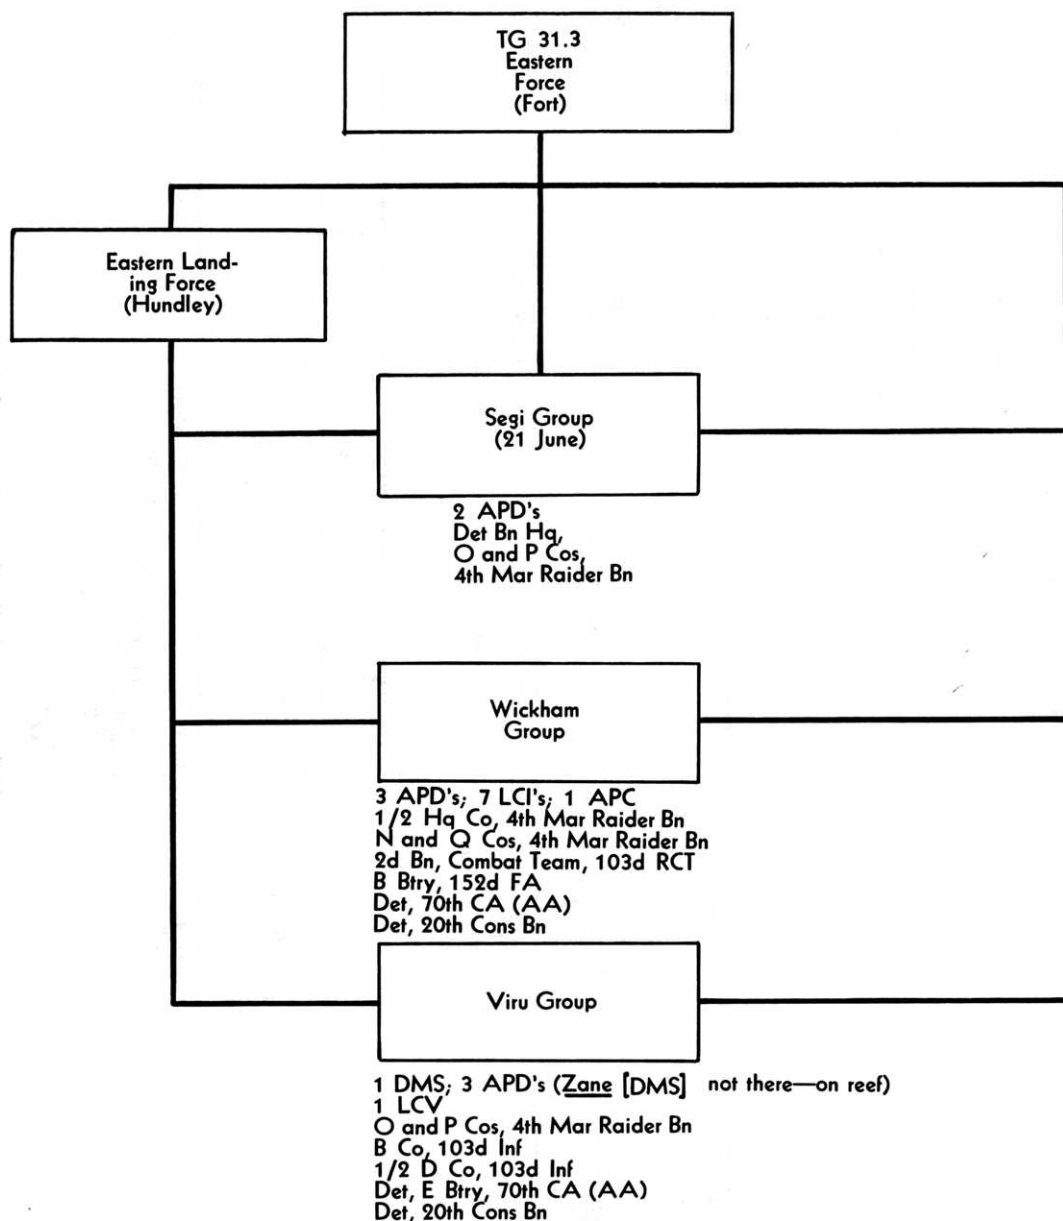 TG 31.3
Eastern
Force
(Fort)
Eastern Land-
ing Force
(Hundley)
Segi Group
(21 June)
2 APD's
Det Bn Hq,
O and P Cos,
4th Mar Raider Bn
Wickham
Group
3 APD's; 7 LCI's; 1 APC
1/2 Hq Co, 4th Mar Raider Bn
N and Q Cos, 4th Mar Raider Bn
2d Bn, Combat Team, 103d RCT
B Btry, 152d FA
Det, 70th CA (AA)
Det, 20th Cons Bn
Viru Group
1 DMS; 3 APD's (Zane [DMS] not there—on reef)
1 LCV
O and P Cos, 4th Mar Raider Bn
B Co, 103d Inf
1/2 D Co, 103d Inf
Det, E Btry, 70th CA (AA)
Det, 20th Cons Bn